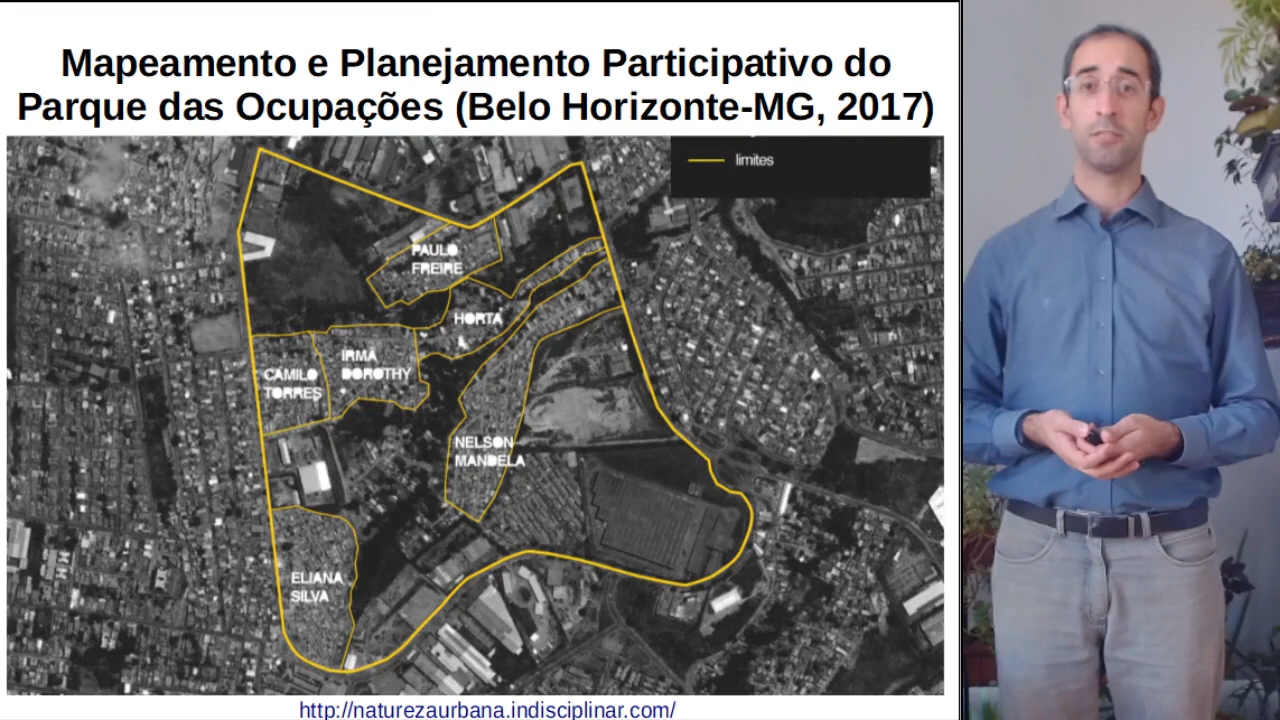 Mapeamento e Planejamento Participativo do
Parque das Ocupações (Belo Horizonte-MG, 2017)
limites
PAULO
FREIRE
HORTA
IRMÃ
DOROTHY
CAMILO
TORRES
NELSON
MANDELA
ELIANA
SILVA
http://naturezaurbana.indisciplinar.com/